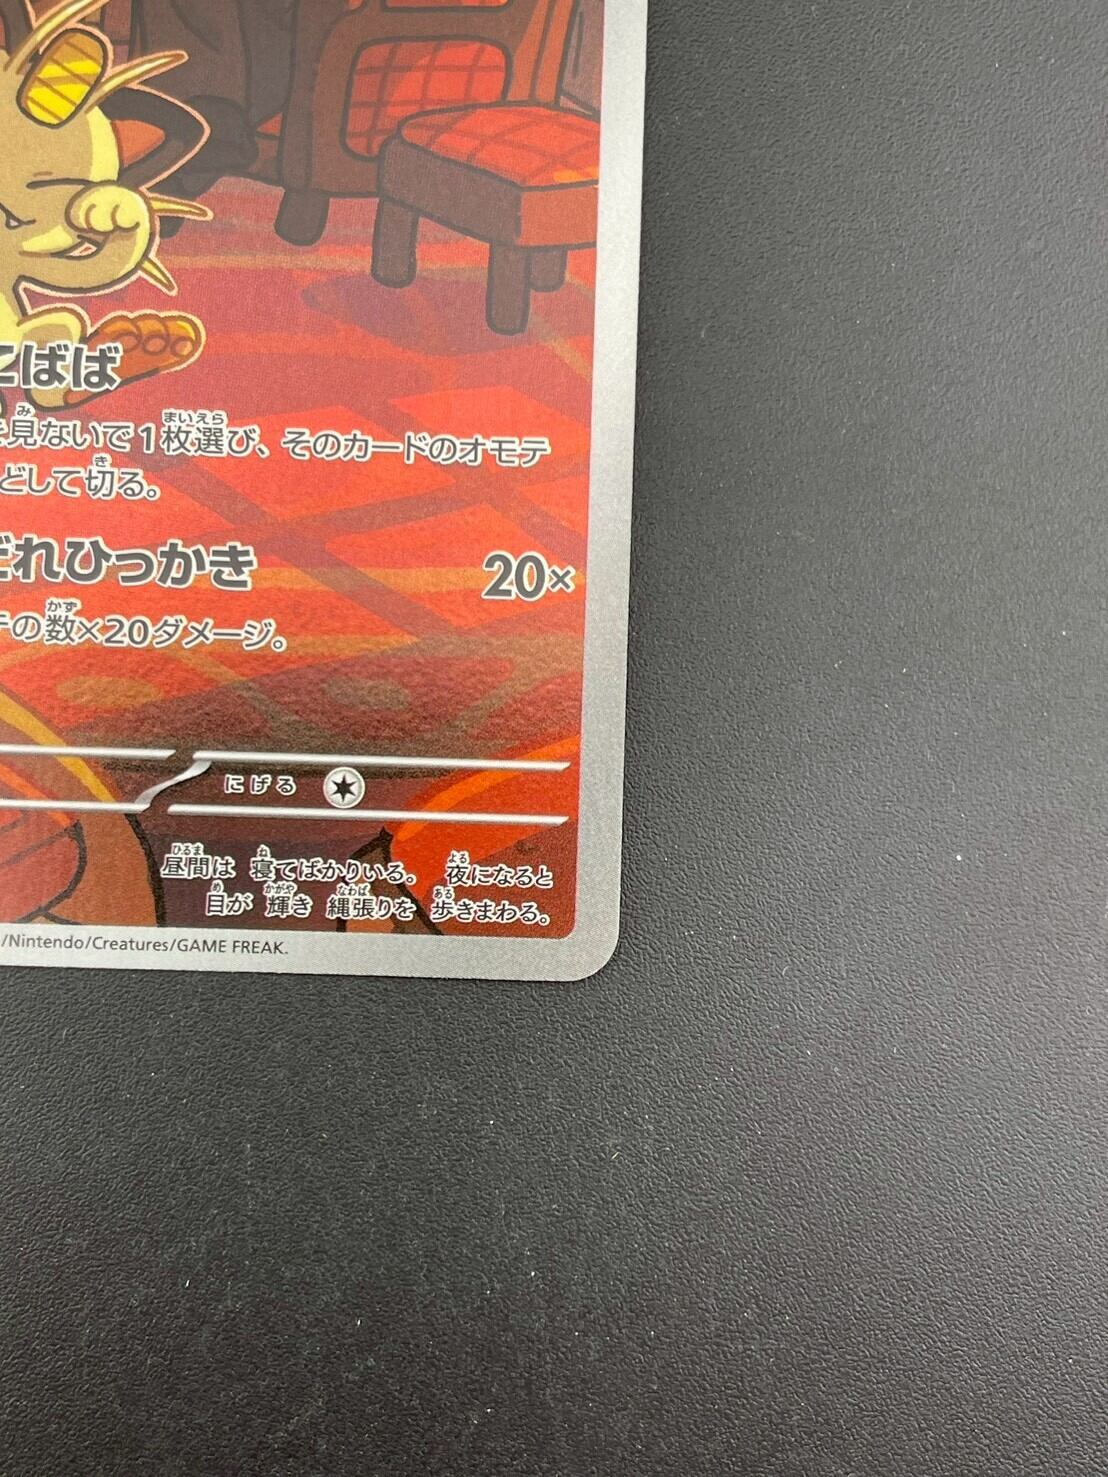 こばば
を見ないで1枚選び、そのカードのオモテ
どして切る。
だれひっかき 20×
テの数×20ダメージ。
にげる
昼間は 寝てばかりいる。 夜になると
目が 輝き 縄張りを 歩きまわる。
/Nintendo/Creatures/GAME FREAK.